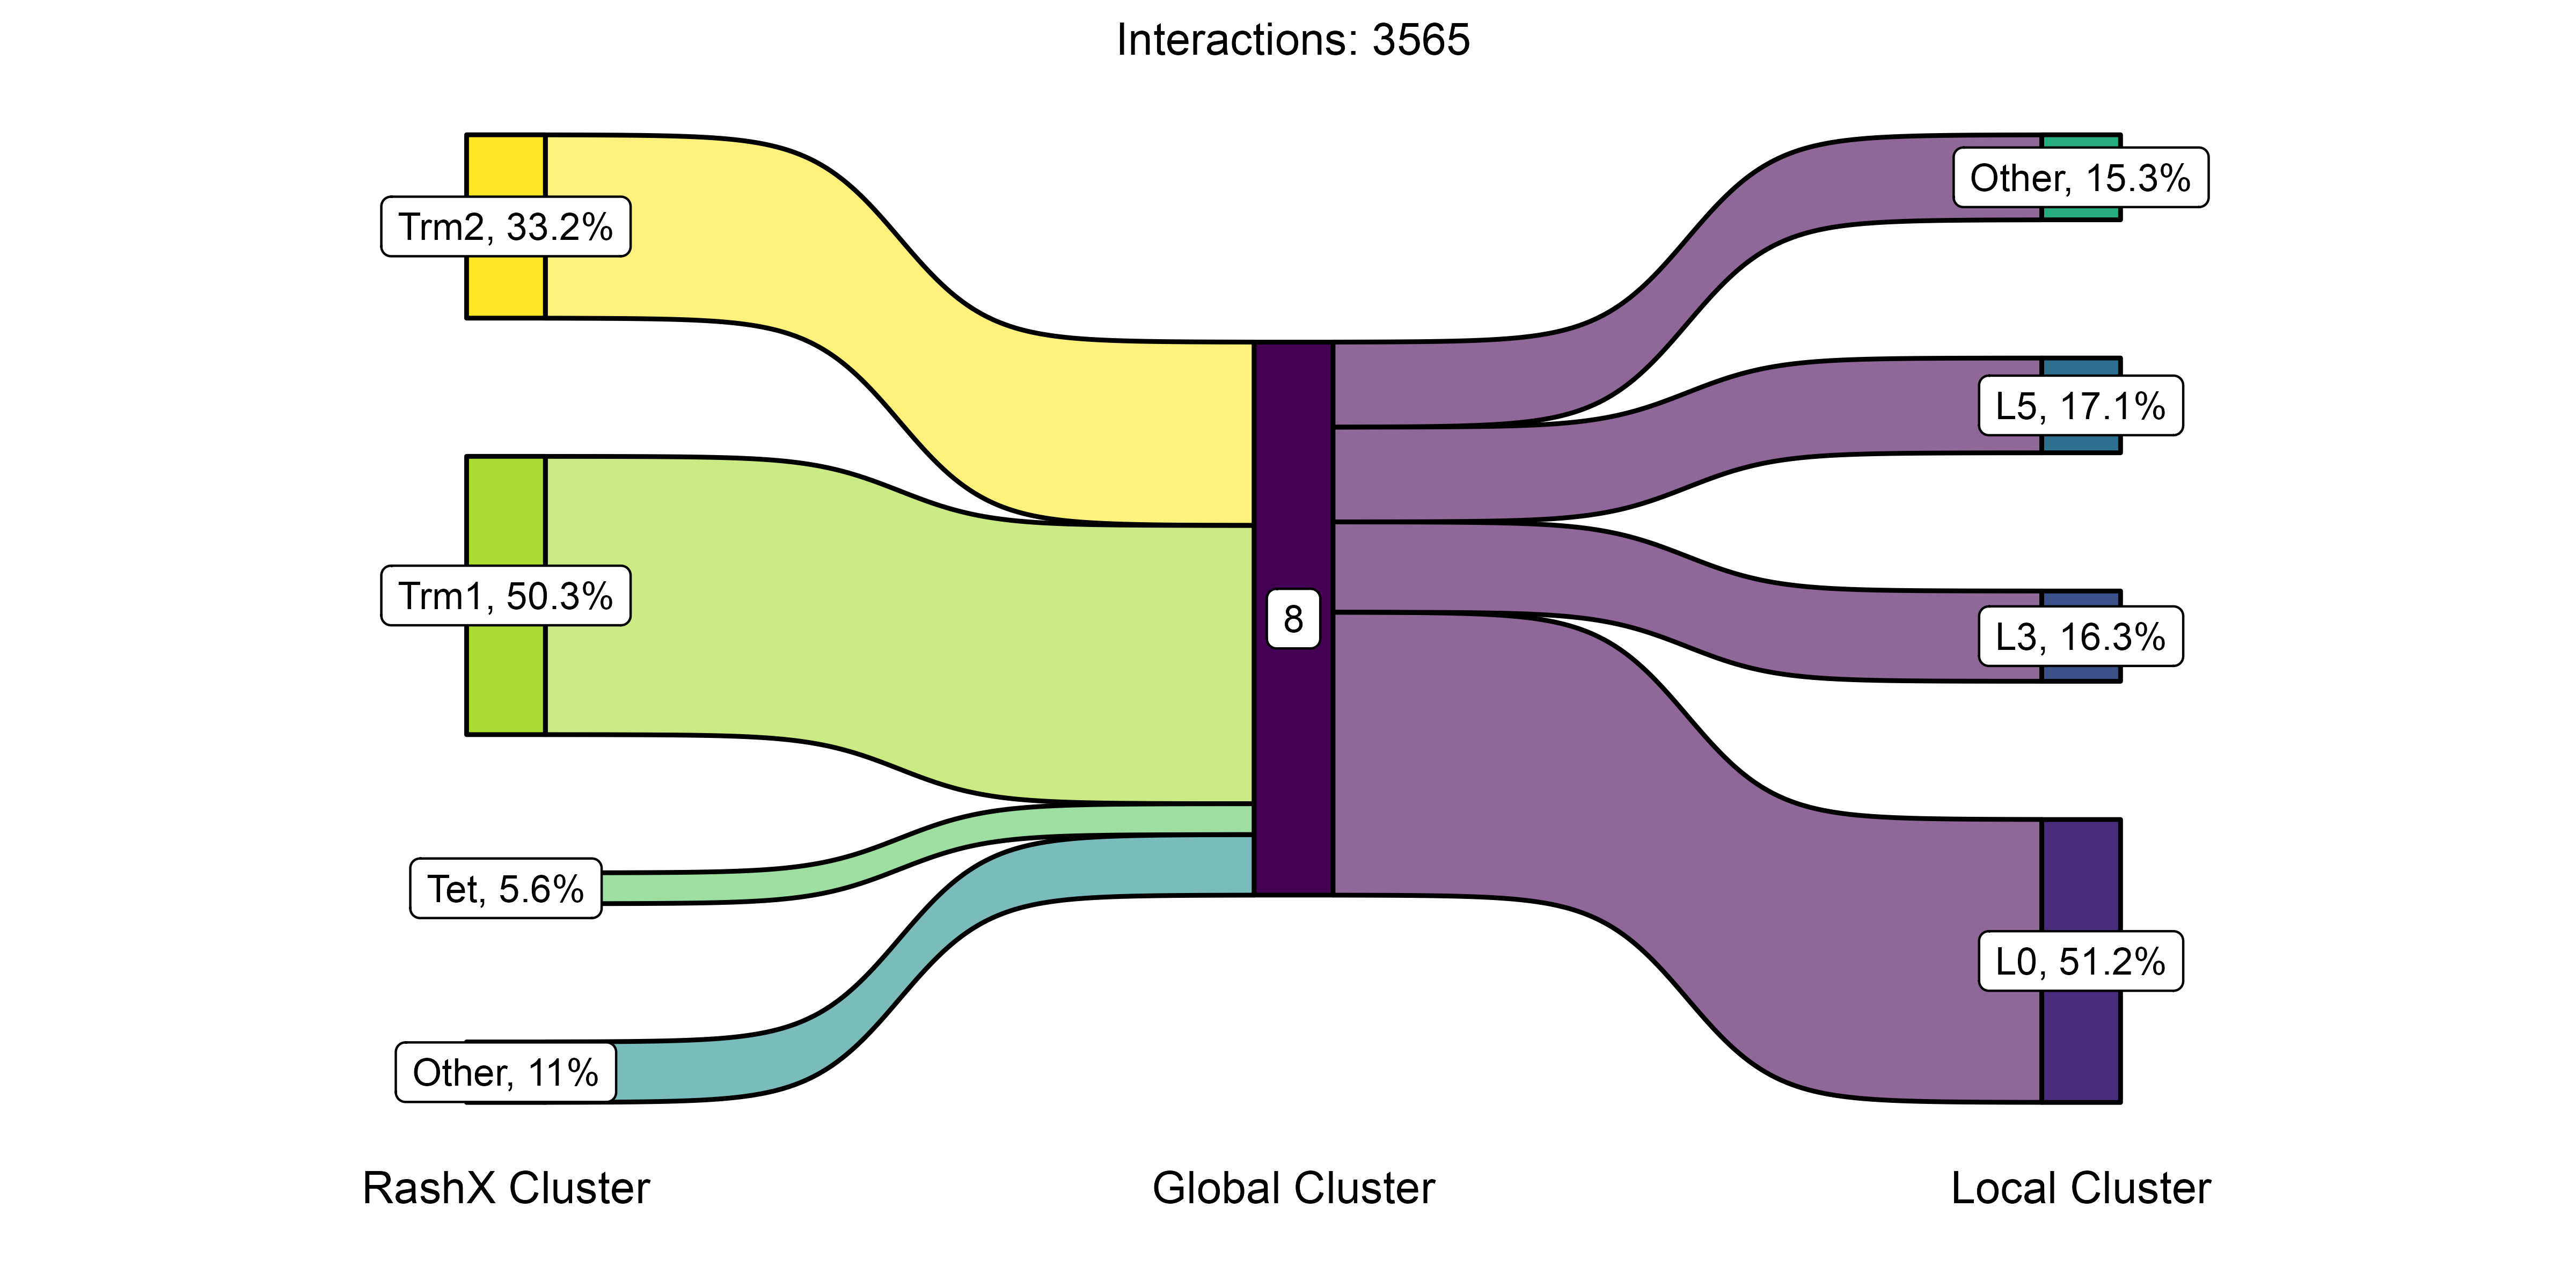 Interactions: 3565
Trm2, 33.2%
Trm1, 50.3%
Tet, 5.6%
Other, 11%
8
Other, 15.3%
L5, 17.1%
L3, 16.3%
L0, 51.2%
RashX Cluster
Global Cluster
Local Cluster